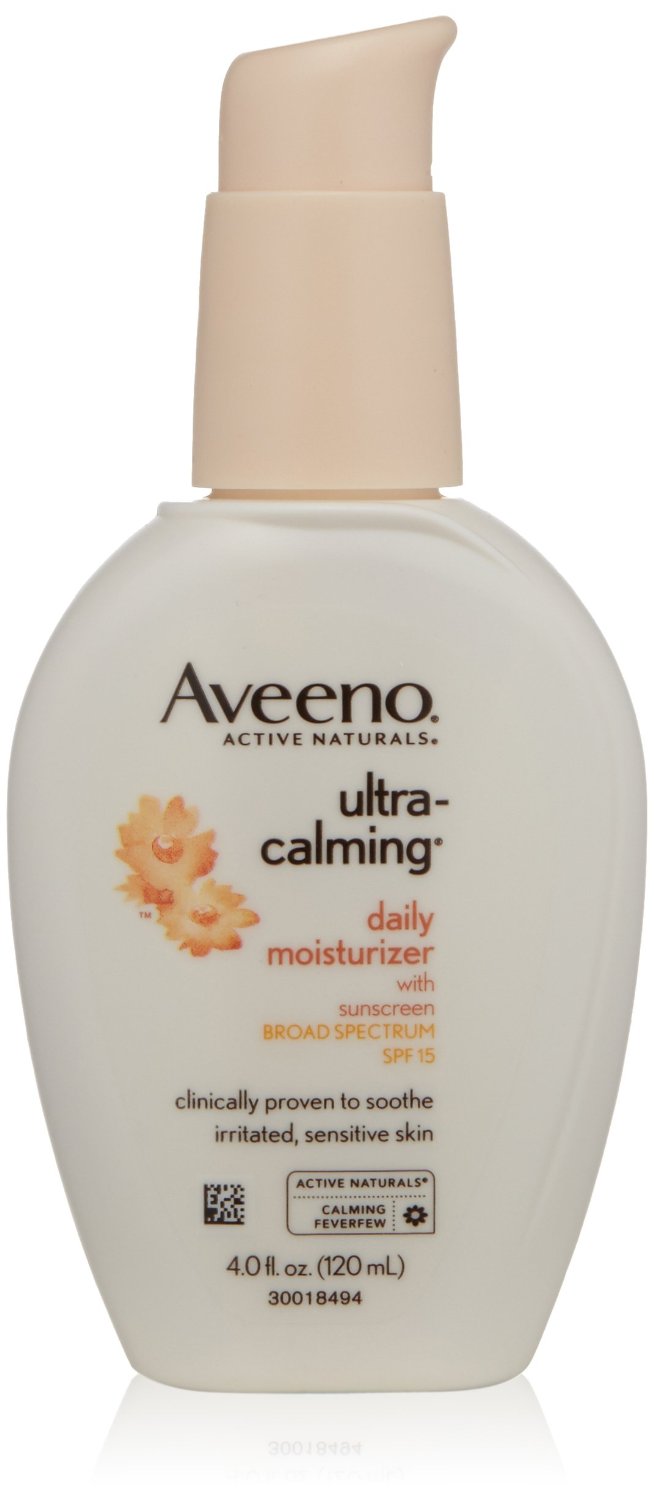 Aveeno®
ACTIVE NATURALS®
ultra-
calming®
daily
moisturizer
with
sunscreen
BROAD SPECTRUM
SPF 15
™
clinically proven to soothe
irritated, sensitive skin
ACTIVE NATURALS®
CALMING
FEVERFEW
4.0 fl. oz. (120 mL)
30018494